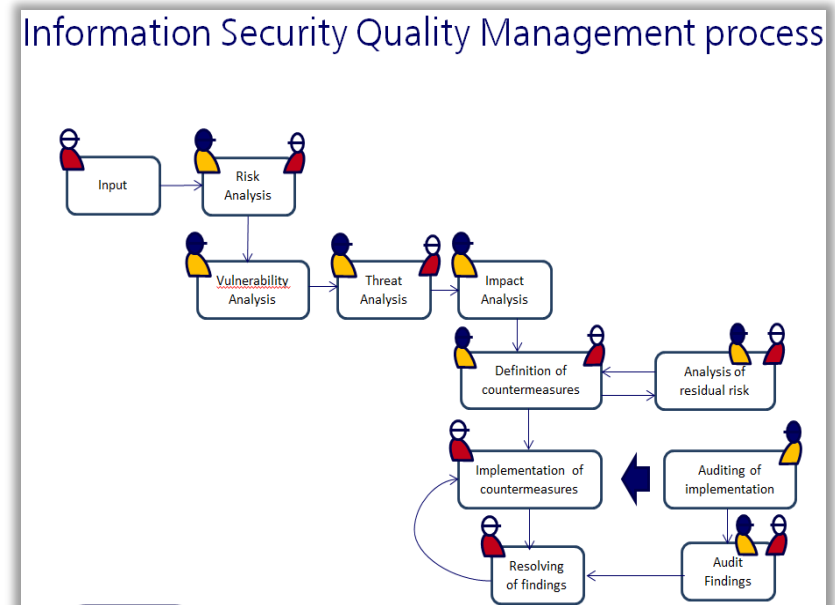 Information Security Quality Management process
Input
Risk
Analysis
Vulnerability
Analysis
Threat
Analysis
Impact
Analysis
Definition of
countermeasures
Analysis of
residual risk
Implementation of
countermeasures
Auditing of
implementation
Resolving
of findings
Audit
Findings